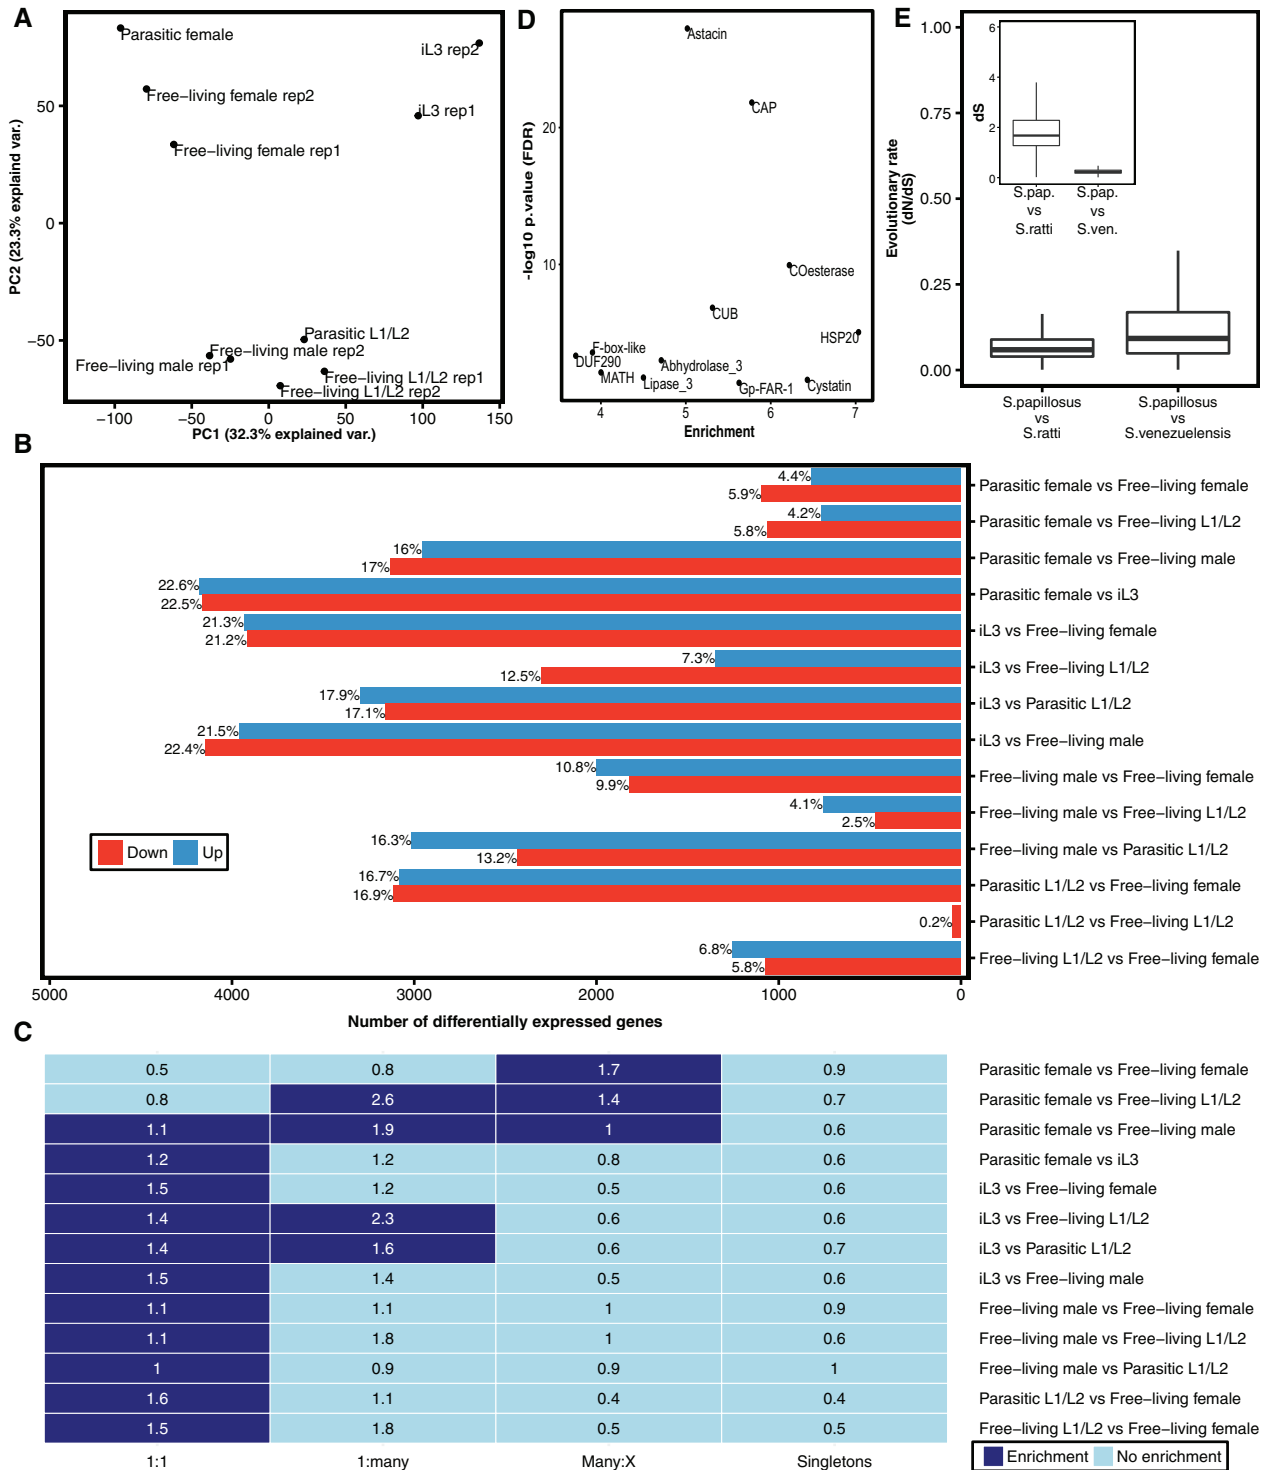 A
Parasitic female
iL3 rep2
Free−living female rep2
iL3 rep1
Free−living female rep1
Parasitic L1/L2
Free−living male rep2
Free−living male rep1
Free−living L1/L2 rep1
Free−living L1/L2 rep2
50
0
−50
−100
−50
0
50
100
150
PC2 (23.3% explaind var.)
PC1 (32.3% explained var.)
D
Astacin
CAP
COesterase
CUB
HSP20
F-box-like
DUF290
MATH
Abhydrolase_3
Lipase_3
Gp-FAR-1
Cystatin
20
10
4
5
6
7
-log10 p.value (FDR)
Enrichment
E
1.00
0.75
0.50
0.25
0.00
Evolutionary rate
(dN/dS)
6
4
2
0
dS
S.pap.
vs
S.ratti
S.pap.
vs
S.ven.
S.papillosus
vs
S.ratti
S.papillosus
vs
S.venezuelensis
B
4.4%
5.9%
Parasitic female vs Free−living female
4.2%
5.8%
Parasitic female vs Free−living L1/L2
16%
17%
Parasitic female vs Free−living male
22.6%
22.5%
Parasitic female vs iL3
21.3%
21.2%
iL3 vs Free−living female
7.3%
12.5%
iL3 vs Free−living L1/L2
17.9%
17.1%
iL3 vs Parasitic L1/L2
21.5%
22.4%
iL3 vs Free−living male
10.8%
9.9%
Free−living male vs Free−living female
4.1%
2.5%
Free−living male vs Free−living L1/L2
16.3%
13.2%
Free−living male vs Parasitic L1/L2
16.7%
16.9%
Parasitic L1/L2 vs Free−living female
0.2%
Parasitic L1/L2 vs Free−living L1/L2
6.8%
5.8%
Free−living L1/L2 vs Free−living female
Down Up
5000 4000 3000 2000 1000 0
Number of differentially expressed genes
C
0.5 0.8 1.7 0.9 Parasitic female vs Free−living female
0.8 2.6 1.4 0.7 Parasitic female vs Free−living L1/L2
1.1 1.9 1 0.6 Parasitic female vs Free−living male
1.2 1.2 0.8 0.6 Parasitic female vs iL3
1.5 1.2 0.5 0.6 iL3 vs Free−living female
1.4 2.3 0.6 0.6 iL3 vs Free−living L1/L2
1.4 1.6 0.6 0.7 iL3 vs Parasitic L1/L2
1.5 1.4 0.5 0.6 iL3 vs Free−living male
1.1 1.1 1 0.9 Free−living male vs Free−living female
1.1 1.8 1 0.6 Free−living male vs Free−living L1/L2
1 0.9 0.9 1 Free−living male vs Parasitic L1/L2
1.6 1.1 0.4 0.4 Parasitic L1/L2 vs Free−living female
1.5 1.8 0.5 0.5 Free−living L1/L2 vs Free−living female
1:1 1:many Many:X Singletons
Enrichment No enrichment